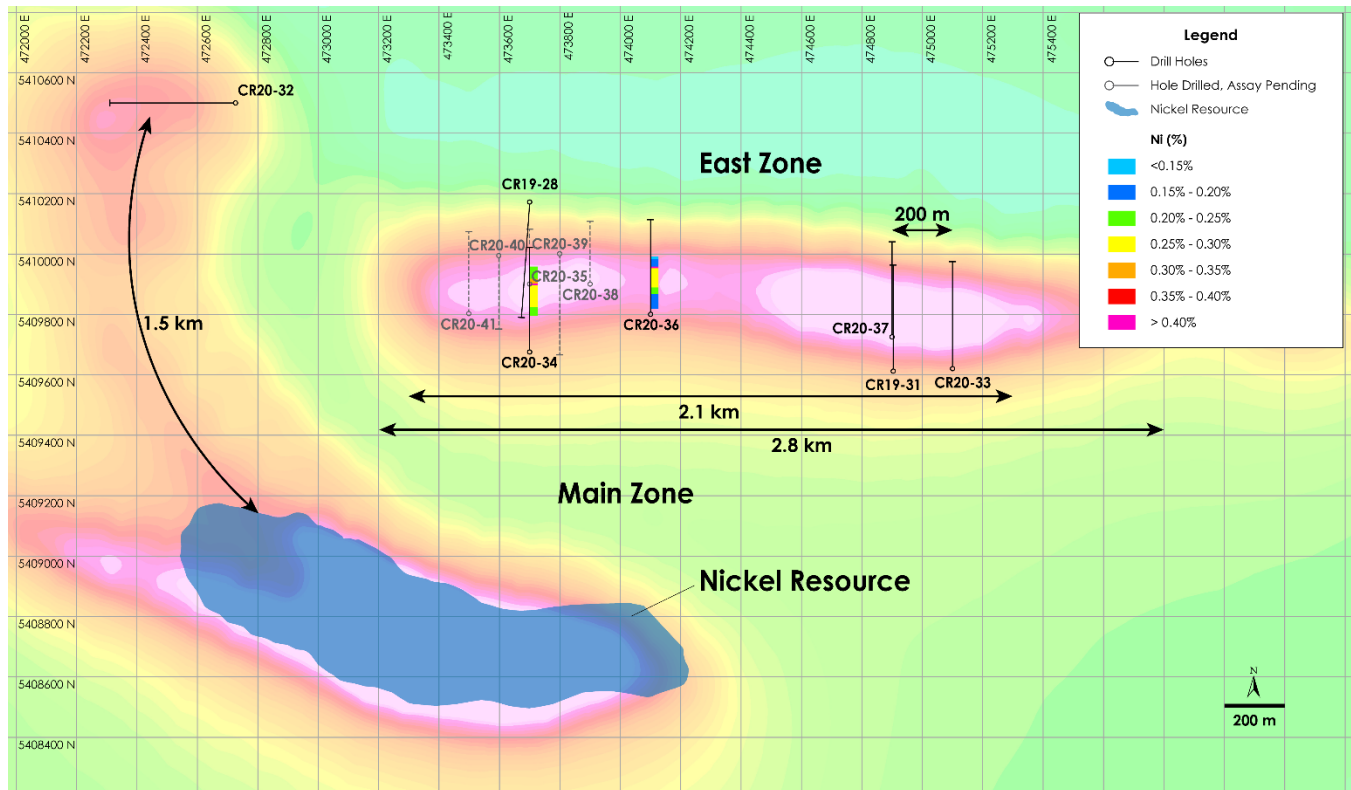 472000 E
472200 E
472400 E
472600 E
472800 E
473000 E
473200 E
473400 E
473600 E
473800 E
474000 E
474200 E
474400 E
474600 E
474800 E
475000 E
475200 E
475400 E
Legend
Drill Holes
Hole Drilled, Assay Pending
Nickel Resource
Ni (%)
<0.15%
0.15% - 0.20%
0.20% - 0.25%
0.25% - 0.30%
0.30% - 0.35%
0.35% - 0.40%
> 0.40%
5410600 N
5410400 N
5410200 N
5410000 N
5409800 N
5409600 N
5409400 N
5409200 N
5409000 N
5408800 N
5408600 N
5408400 N
CR20-32
East Zone
CR19-28
200 m
CR20-40
CR20-39
CR20-35
CR20-38
CR20-41
CR20-36
CR20-37
CR20-34
CR19-31
CR20-33
1.5 km
2.1 km
2.8 km
Main Zone
Nickel Resource
N
200 m